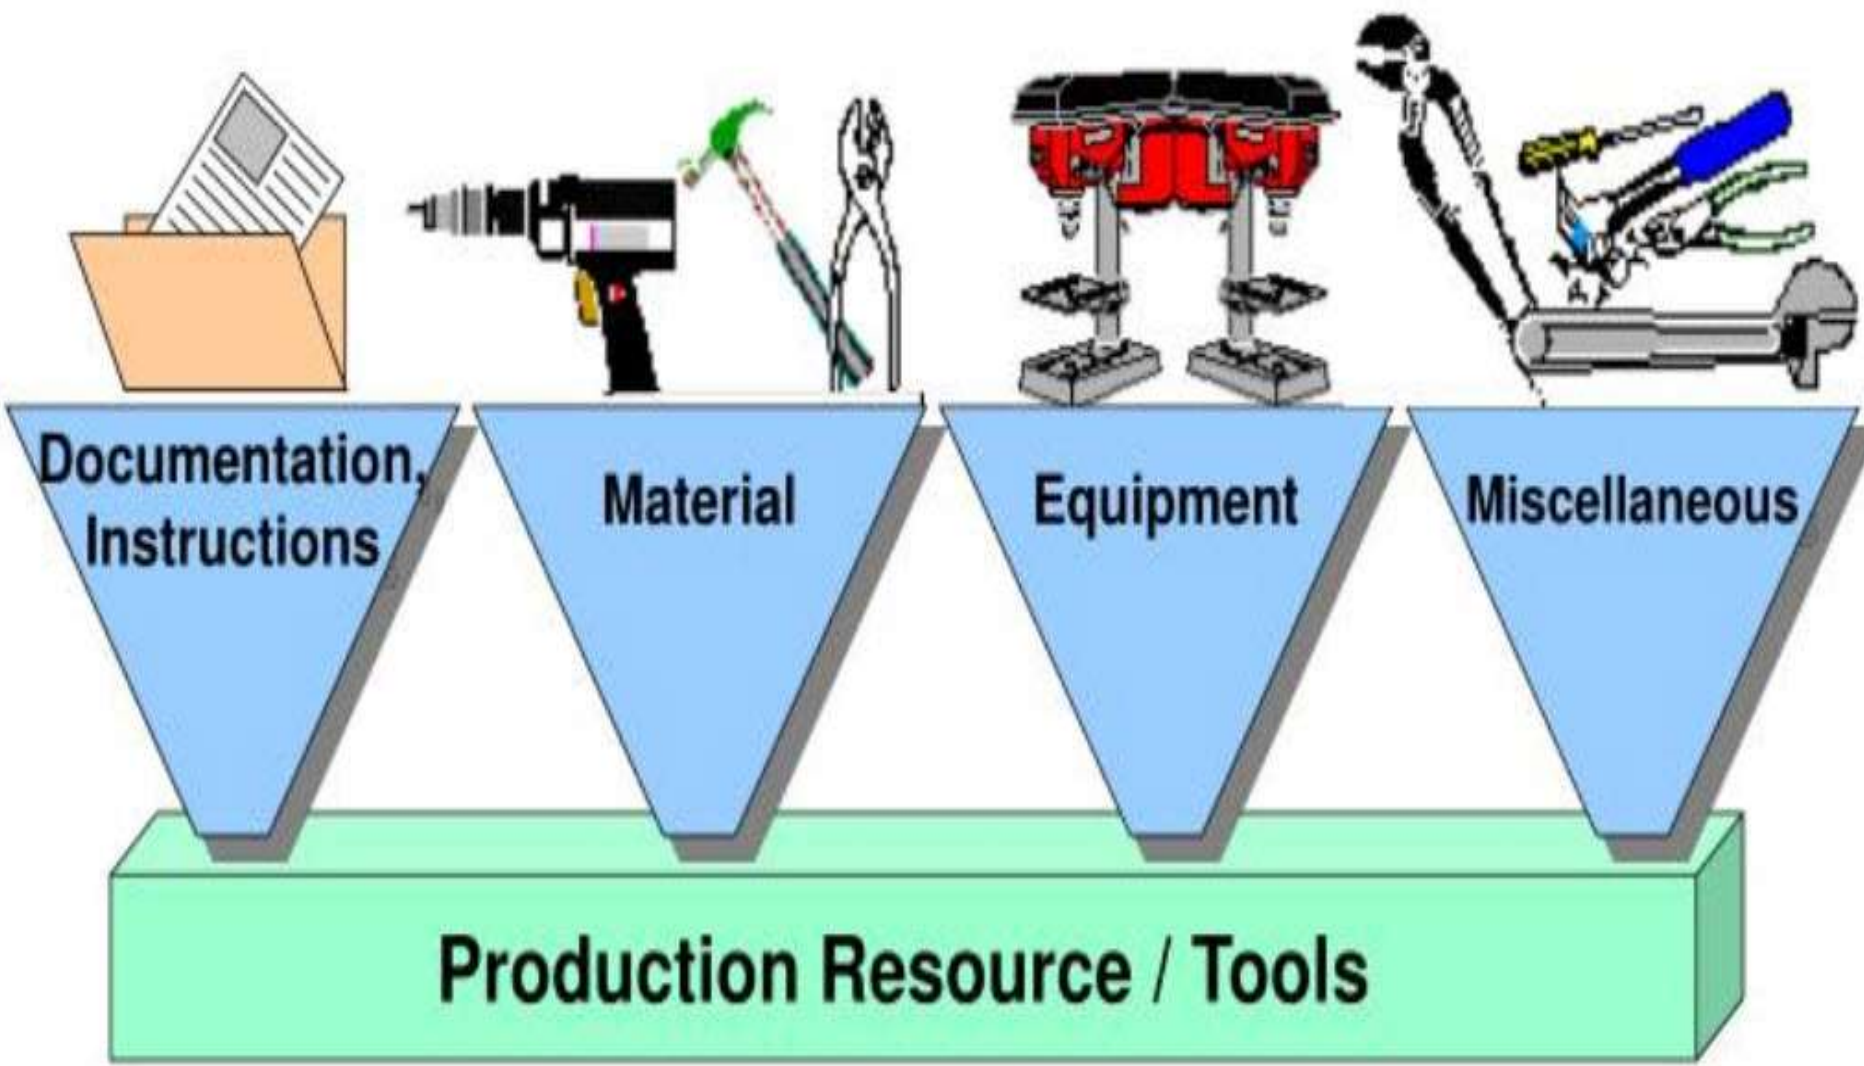 Documentation,
Instructions
Material
Equipment
Miscellaneous
Production Resource / Tools